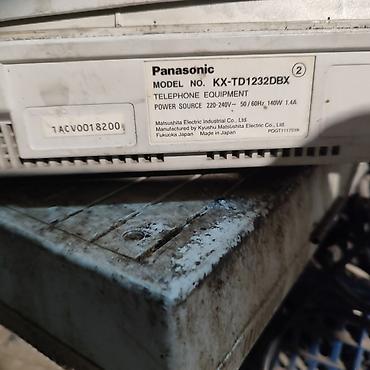 Panasonic
②
MODEL NO. KX-TD1232DBX
TELEPHONE EQUIPMENT
POWER SOURCE 220-240V~ 50/60Hz 140W 1.4A
1ACV0018200
Matsushita Electric Industrial Co., Ltd.
Manufactured by Kyushu Matsushita Electric Co., Ltd.
Fukuoka Japan Made in Japan